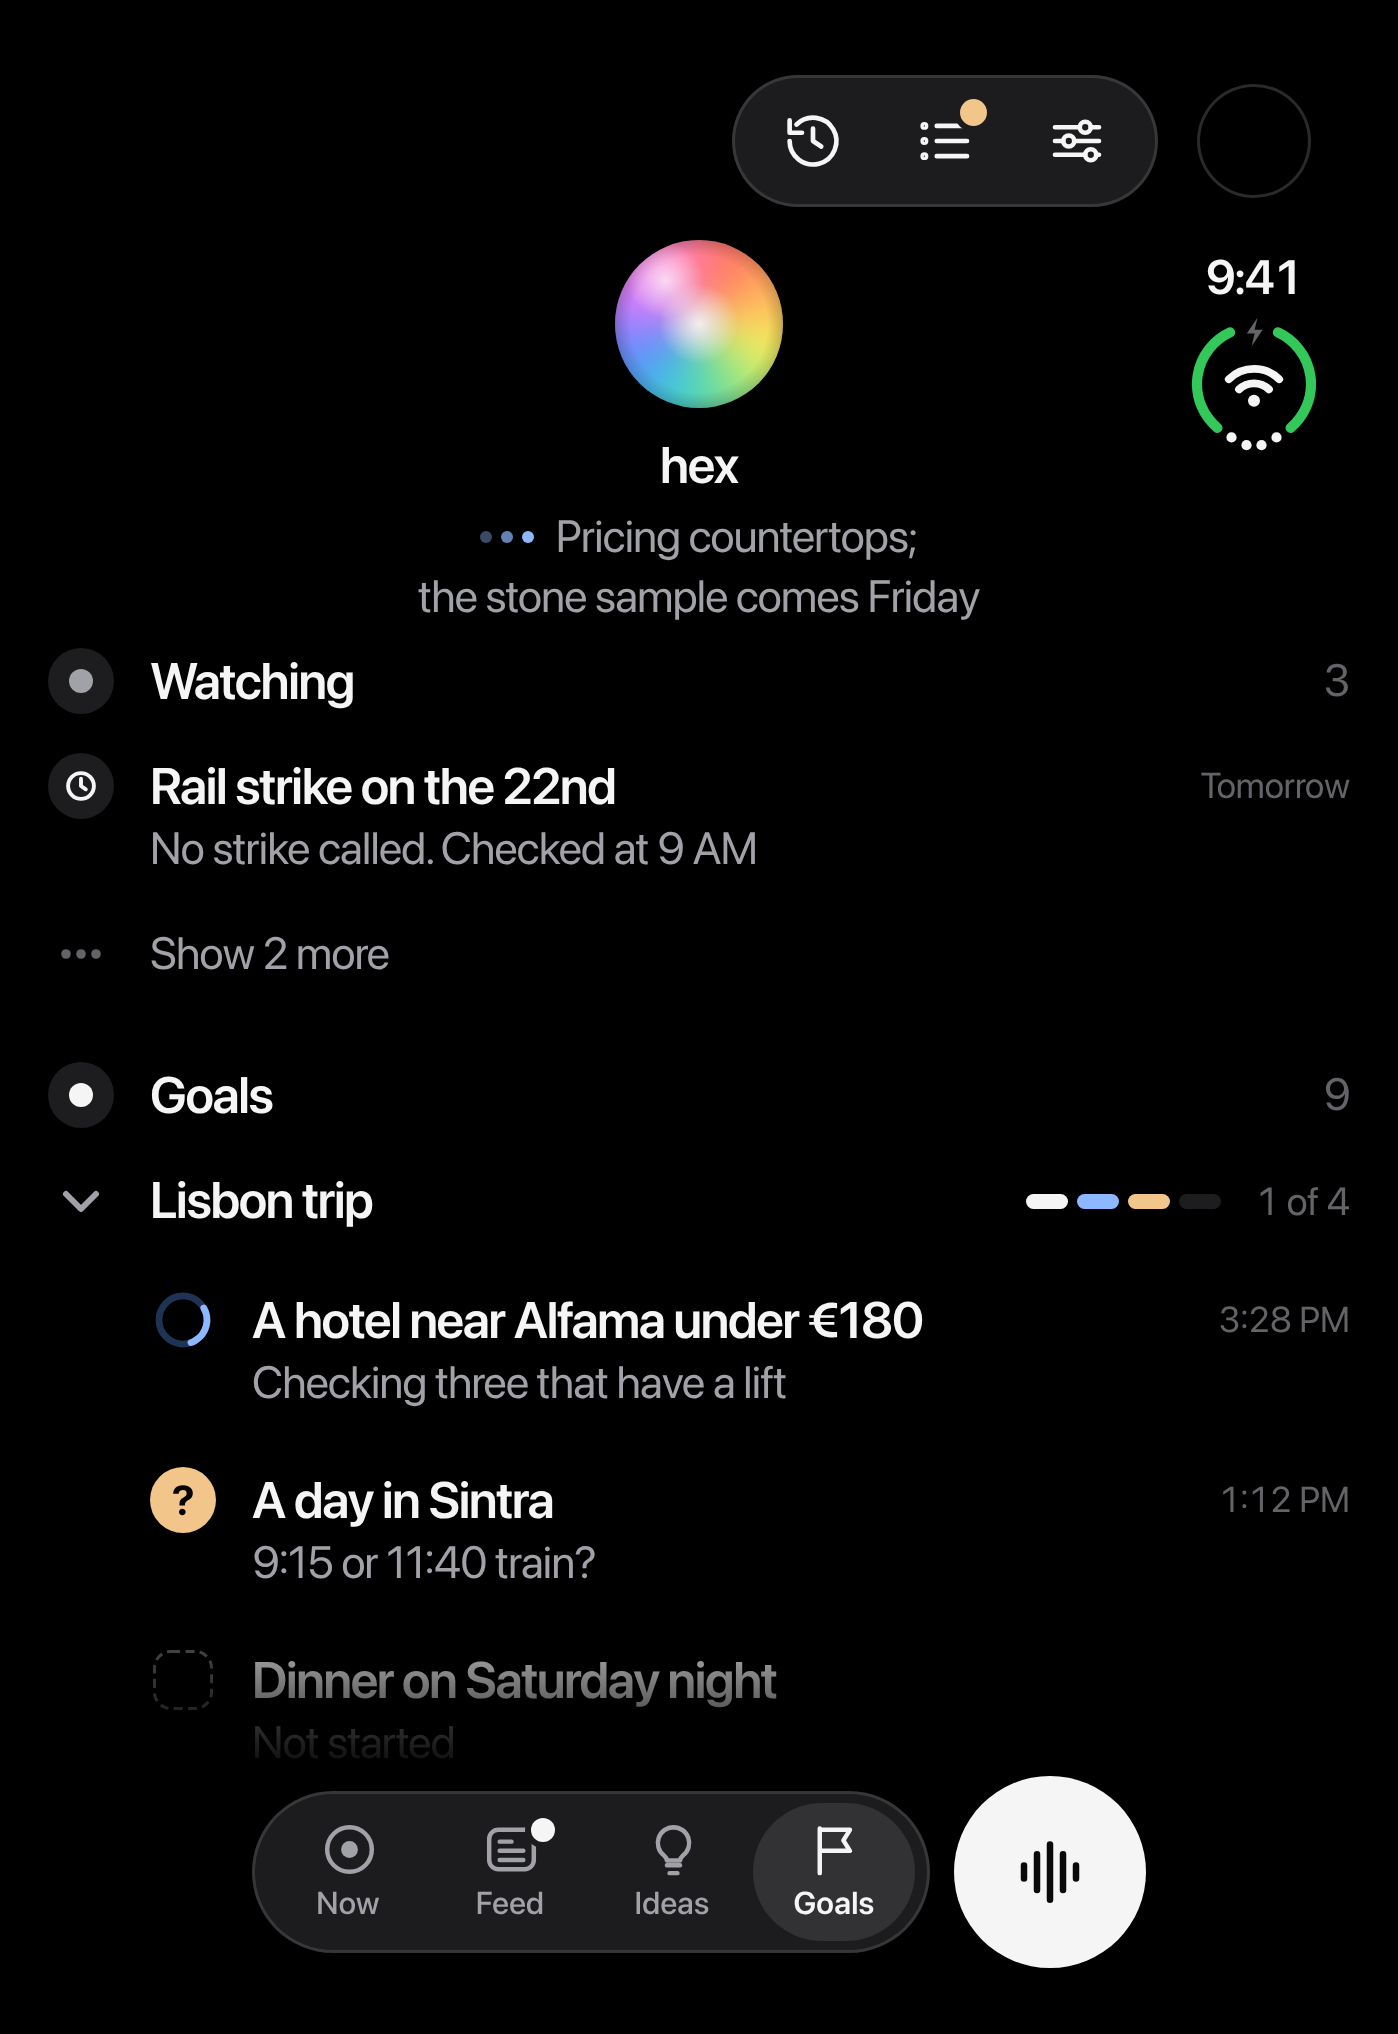 9:41
hex
Pricing countertops;
the stone sample comes Friday
Watching
3
Rail strike on the 22nd
Tomorrow
No strike called. Checked at 9 AM
Show 2 more
Goals
9
Lisbon trip
1 of 4
A hotel near Alfama under €180
3:28 PM
Checking three that have a lift
?
A day in Sintra
1:12 PM
9:15 or 11:40 train?
Dinner on Saturday night
Not started
Now
Feed
Ideas
Goals